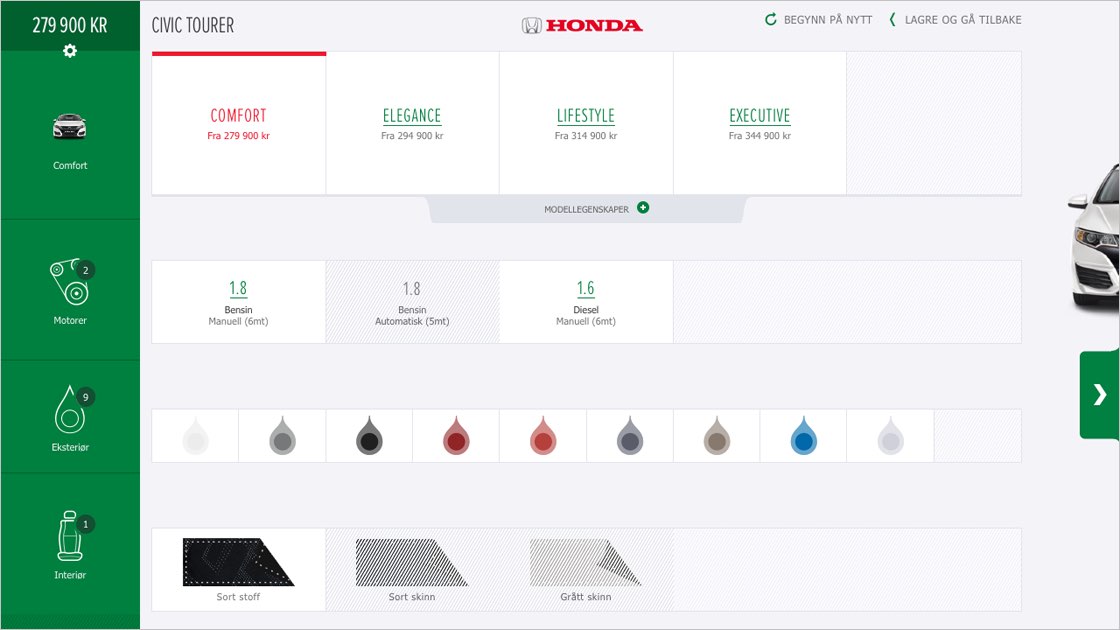 279 900 KR
CIVIC TOURER
HONDA
BEGYNN PÅ NYTT
LAGRE OG GÅ TILBAKE
COMFORT
Fra 279 900 kr
ELEGANCE
Fra 294 900 kr
LIFESTYLE
Fra 314 900 kr
EXECUTIVE
Fra 344 900 kr
Comfort
MODELLEGENSKAPER
2
Motorer
1.8
Bensin
Manuell (6mt)
1.8
Bensin
Automatisk (5mt)
1.6
Diesel
Manuell (6mt)
9
Eksteriør
1
Interiør
Sort stoff
Sort skinn
Grått skinn